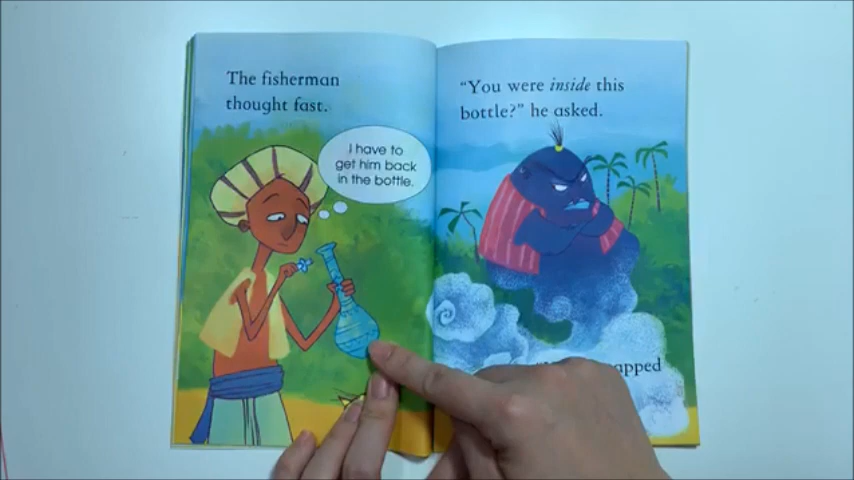 The fisherman
thought fast.
I have to
get him back
in the bottle.
"You were inside this
bottle?" he asked.